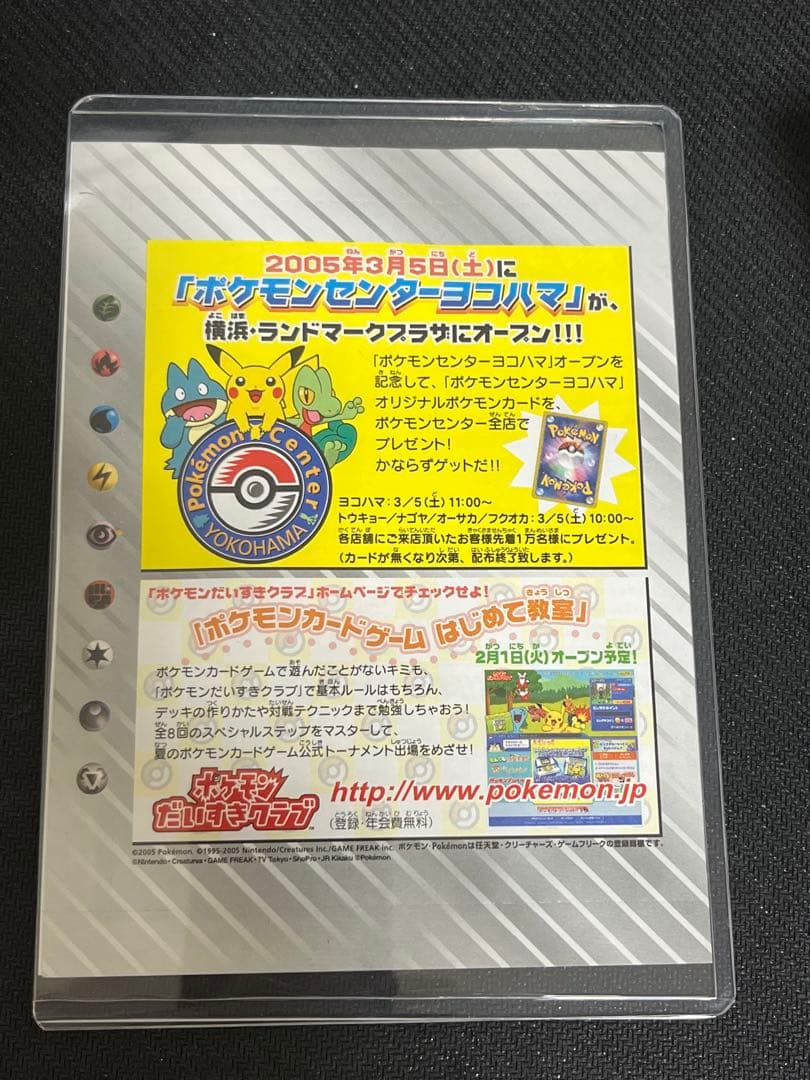 2005年3月5日(土)に
「ポケモンセンターヨコハマ」が、
横浜・ランドマークプラザにオープン!!!
「ポケモンセンターヨコハマ」オープンを
記念して、「ポケモンセンターヨコハマ」
オリジナルポケモンカードを、
ポケモンセンター全店で
プレゼント!
かならずゲットだ!!
Pokémon Center
YOKOHAMA
POKéMON
POKéMON
ヨコハマ:3/5(土)11:00~
トウキョー/ナゴヤ/オーサカ/フクオカ:3/5(土)10:00~
各店舗にご来店頂いたお客様先着1万名様にプレゼント。
(カードが無くなり次第、配布終了致します。)
「ポケモンだいすきクラブ」ホームページでチェックせよ!
「ポケモンカードゲーム はじめて教室」
2月1日(火)オープン予定!
ポケモンカードゲームで遊んだことがないキミも、
「ポケモンだいすきクラブ」で基本ルールはもちろん、
デッキの作りかたや対戦テクニックまで勉強しちゃおう!
全8回のスペシャルステップをマスターして、
夏のポケモンカードゲーム公式トーナメント出場をめざせ!
ポケモン
だいすきクラブ
http://www.pokemon.jp
(登録・年会費無料)
©2005 Pokémon. ©1995-2005 Nintendo/Creatures Inc./GAME FREAK inc. ポケモン・Pokémonは任天堂・クリーチャーズ・ゲームフリークの登録商標です。
©Nintendo・Creatures・GAME FREAK・TV Tokyo・ShoPro・JR Kikaku ©Pokémon